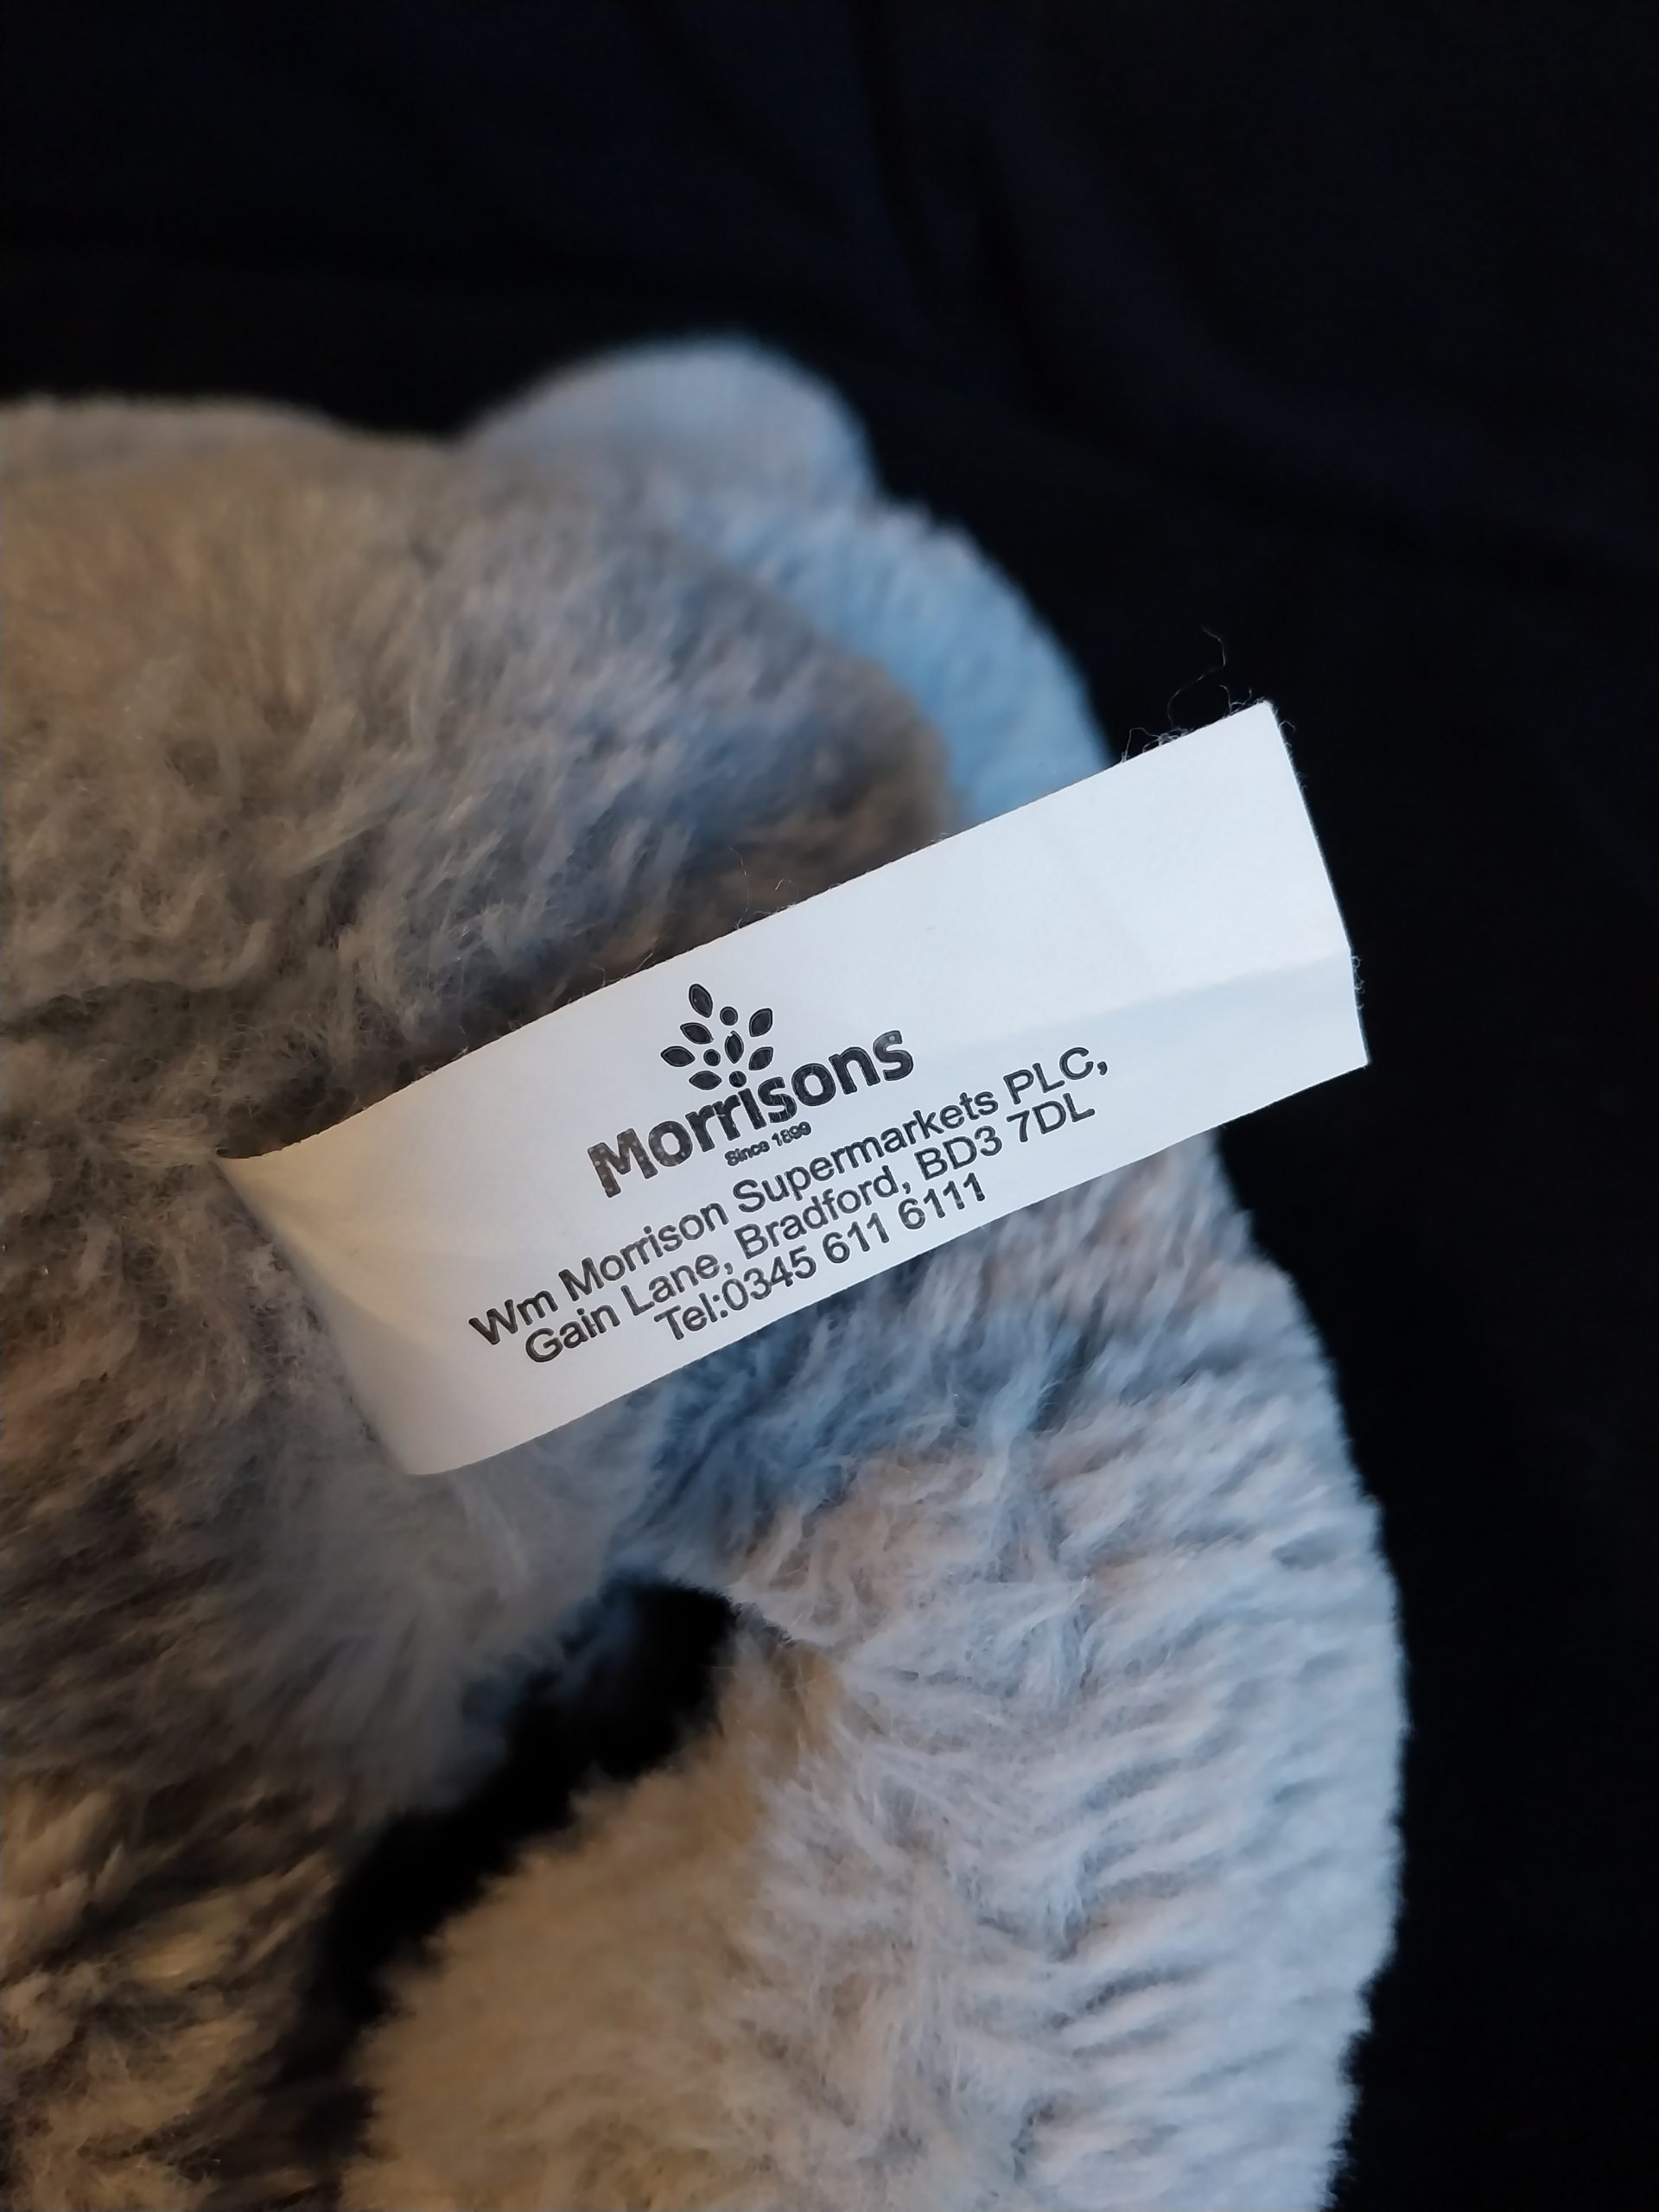 Morrisons
Since 1899
Wm Morrison Supermarkets PLC,
Gain Lane, Bradford, BD3 7DL
Tel:0345 611 6111